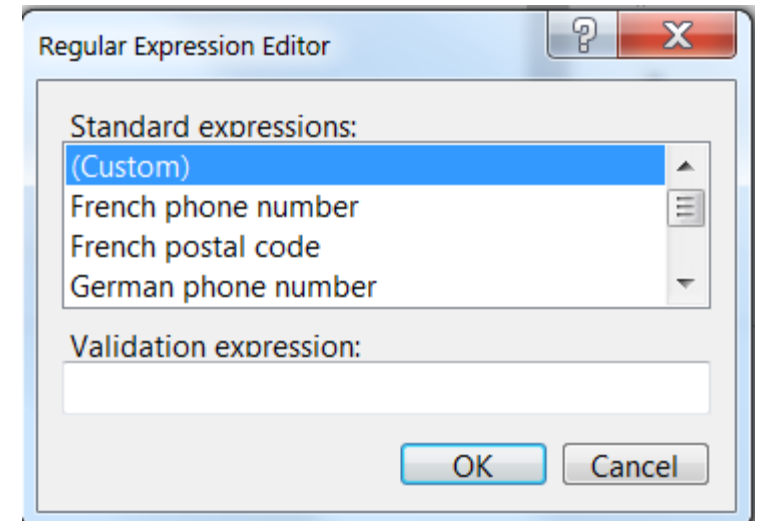 Regular Expression Editor
Standard expressions:
(Custom)
French phone number
French postal code
German phone number
Validation expression:
OK Cancel